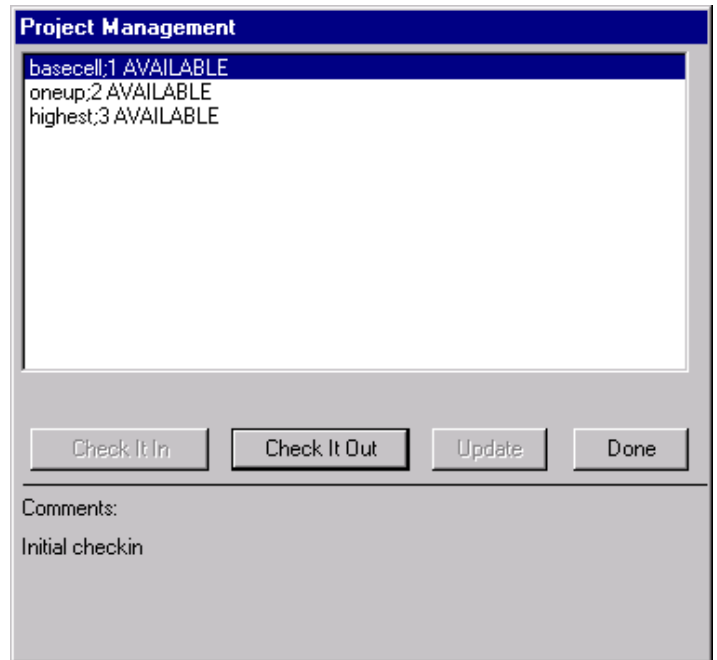 Project Management
basecell;1 AVAILABLE
oneup;2 AVAILABLE
highest;3 AVAILABLE
Check It In Check It Out Update Done
Comments:
Initial checkin